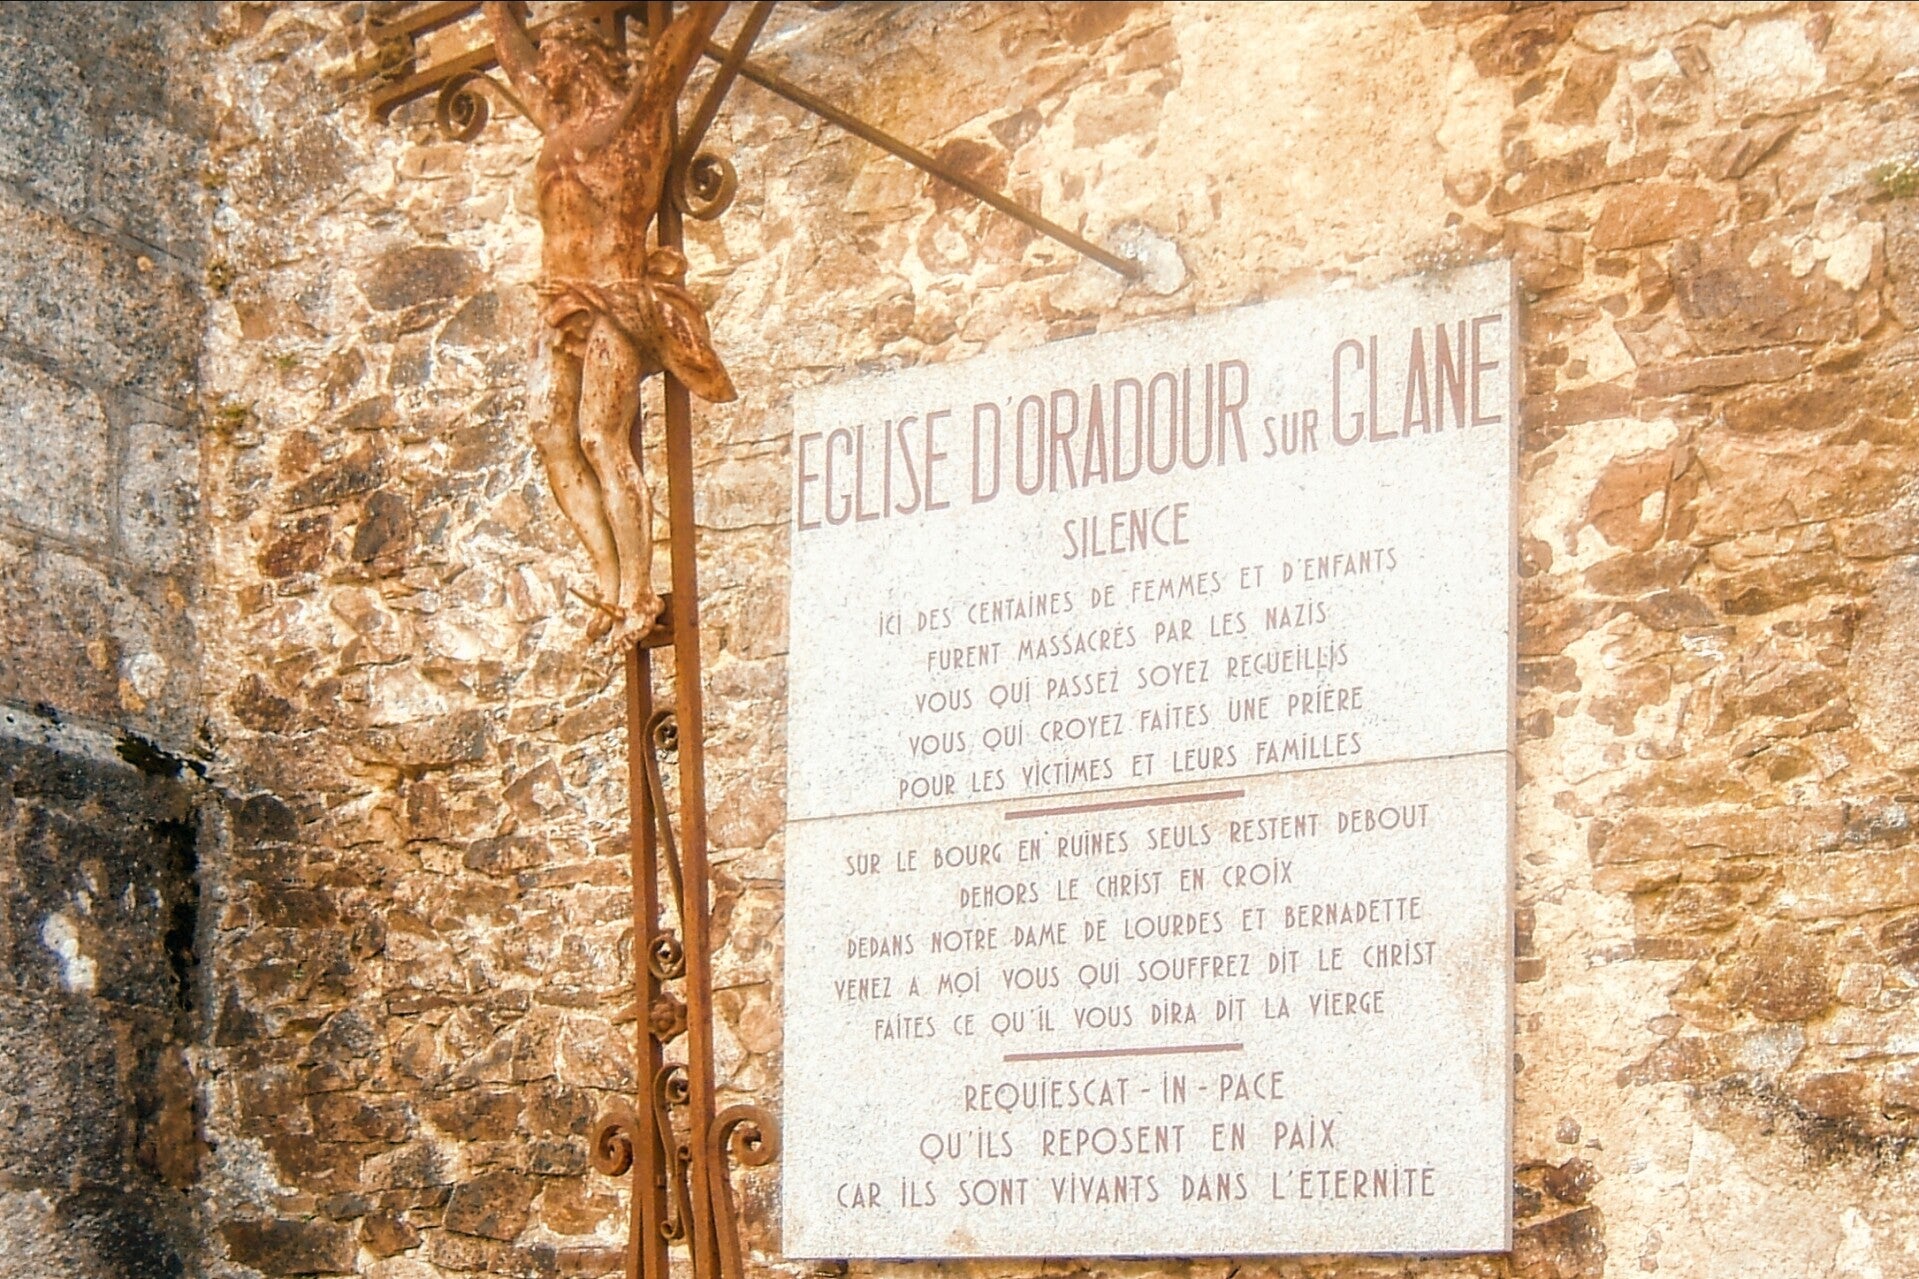 EGLISE D'ORADOUR SUR GLANE
SILENCE
ICI DES CENTAINES DE FEMMES ET D'ENFANTS
FURENT MASSACRÉS PAR LES NAZIS
VOUS QUI PASSEZ SOYEZ RECUEILLIS
VOUS QUI CROYEZ FAITES UNE PRIÈRE
POUR LES VICTIMES ET LEURS FAMILLES
SUR LE BOURG EN RUINES SEULS RESTENT DEBOUT
DEHORS LE CHRIST EN CROIX
DEDANS NOTRE DAME DE LOURDES ET BERNADETTE
VENEZ A MOI VOUS QUI SOUFFREZ DIT LE CHRIST
FAITES CE QU'IL VOUS DIRA DIT LA VIERGE
REQUIESCAT - IN - PACE
QU'ILS REPOSENT EN PAIX
CAR ILS SONT VIVANTS DANS L'ETERNITÉ